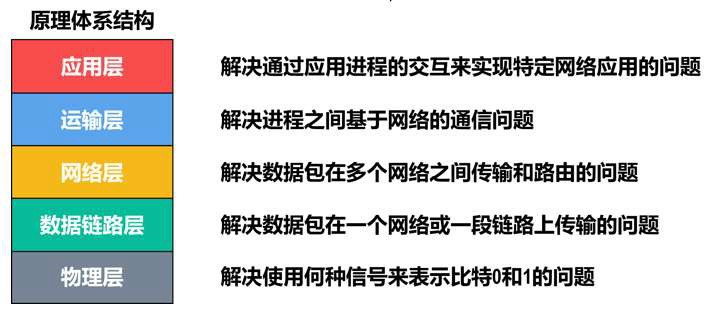 原理体系结构
应用层 解决通过应用进程的交互来实现特定网络应用的问题
运输层 解决进程之间基于网络的通信问题
网络层 解决数据包在多个网络之间传输和路由的问题
数据链路层 解决数据包在一个网络或一段链路上传输的问题
物理层 解决使用何种信号来表示比特0和1的问题